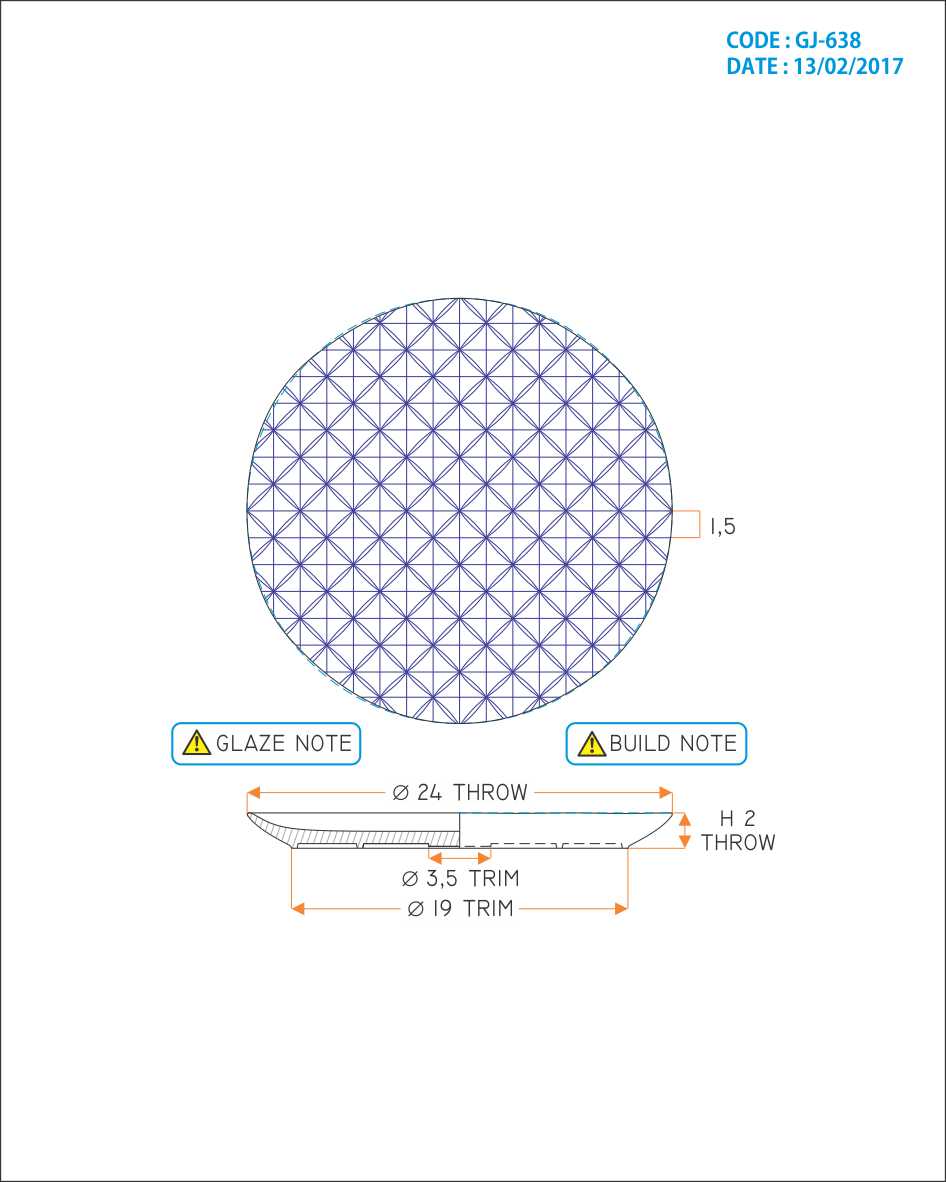 CODE : GJ-638
DATE : 13/02/2017
1,5
GLAZE NOTE
BUILD NOTE
Ø 24 THROW
H 2
THROW
Ø 3,5 TRIM
Ø 19 TRIM